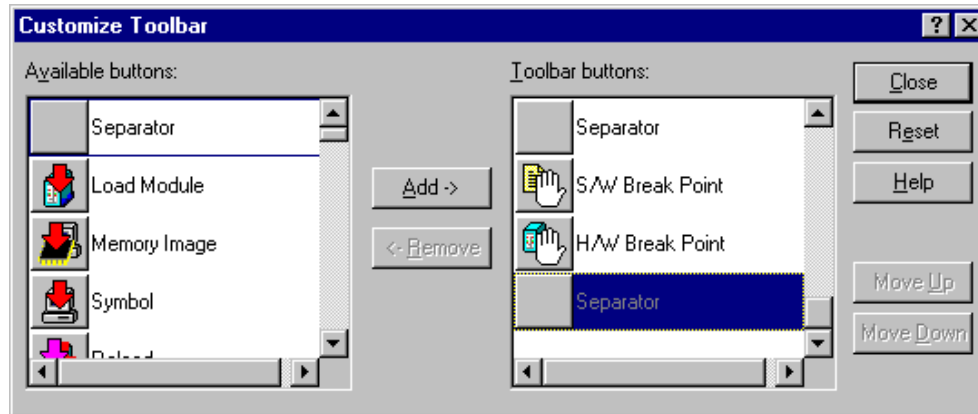 Customize Toolbar
Available buttons:
Separator
Load Module
Memory Image
Symbol
Reload
Add ->
<- Remove
Toolbar buttons:
Separator
S/W Break Point
H/W Break Point
Separator
Close
Reset
Help
Move Up
Move Down